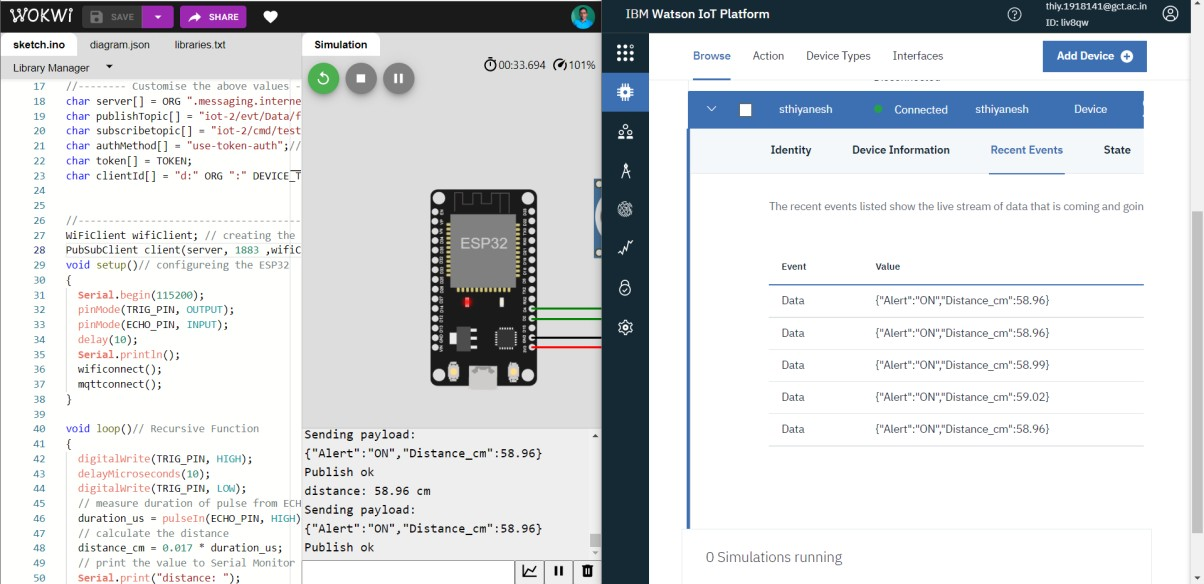 WOKWI SAVE SHARE
sketch.ino diagram.json libraries.txt
Library Manager
17 //-------- Customise the above values -
18 char server[] = ORG ".messaging.interne
19 char publishTopic[] = "iot-2/evt/Data/f
20 char subscribetopic[] = "iot-2/cmd/test
21 char authMethod[] = "use-token-auth";//
22 char token[] = TOKEN;
23 char clientId[] = "d:" ORG ":" DEVICE_T
24
25
26 //-----------------------------------
27 WiFiClient wifiClient; // creating the
28 PubSubClient client(server, 1883 ,wifiC
29 void setup()// configureing the ESP32
30 {
31 Serial.begin(115200);
32 pinMode(TRIG_PIN, OUTPUT);
33 pinMode(ECHO_PIN, INPUT);
34 delay(10);
35 Serial.println();
36 wificonnect();
37 mqttconnect();
38 }
39
40 void loop()// Recursive Function
41 {
42 digitalWrite(TRIG_PIN, HIGH);
43 delayMicroseconds(10);
44 digitalWrite(TRIG_PIN, LOW);
45 // measure duration of pulse from ECH
46 duration_us = pulseIn(ECHO_PIN, HIGH)
47 // calculate the distance
48 distance_cm = 0.017 * duration_us;
49 // print the value to Serial Monitor
50 Serial.print("distance: ");
Simulation
00:33.694 101%
ESP32
Sending payload:
{"Alert":"ON","Distance_cm":58.96}
Publish ok
distance: 58.96 cm
Sending payload:
{"Alert":"ON","Distance_cm":58.96}
Publish ok
IBM Watson IoT Platform
thiy.1918141@gct.ac.in
ID: liv8qw
Browse Action Device Types Interfaces
Add Device
Disconnected
sthiyanesh Connected sthiyanesh Device
Identity Device Information Recent Events State
The recent events listed show the live stream of data that is coming and goin
Event Value
Data {"Alert":"ON","Distance_cm":58.96}
Data {"Alert":"ON","Distance_cm":58.96}
Data {"Alert":"ON","Distance_cm":58.99}
Data {"Alert":"ON","Distance_cm":59.02}
Data {"Alert":"ON","Distance_cm":58.96}
0 Simulations running